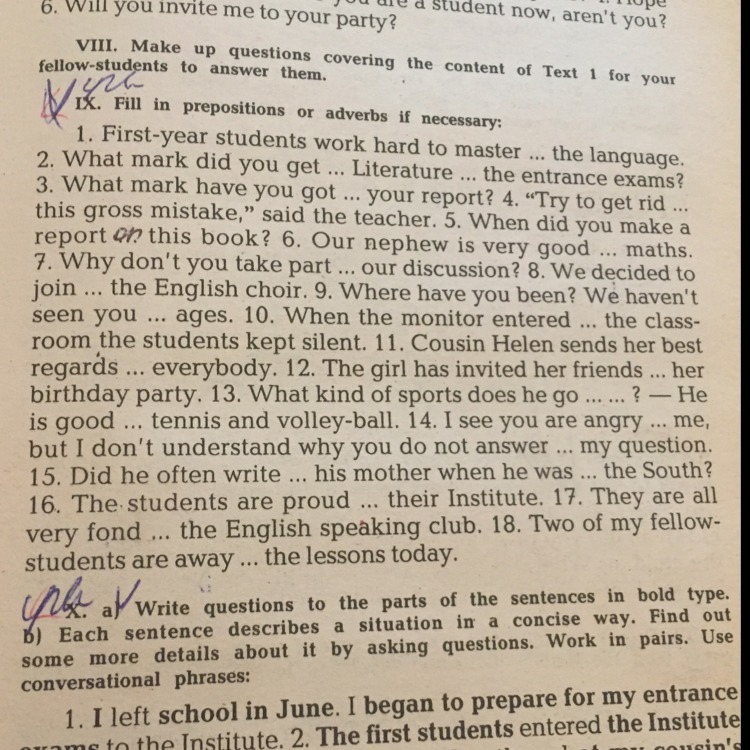 6. Will you invite me to your party?
a student now, aren't you?
VIII. Make up questions covering the content of Text 1 for your
fellow-students to answer them.
IX. Fill in prepositions or adverbs if necessary:
1. First-year students work hard to master ... the language.
2. What mark did you get ... Literature ... the entrance exams?
3. What mark have you got ... your report? 4. “Try to get rid ...
this gross mistake,” said the teacher. 5. When did you make a
report on this book? 6. Our nephew is very good ... maths.
7. Why don't you take part ... our discussion? 8. We decided to
join ... the English choir. 9. Where have you been? We haven't
seen you ... ages. 10. When the monitor entered ... the class-
room the students kept silent. 11. Cousin Helen sends her best
regards ... everybody. 12. The girl has invited her friends ... her
birthday party. 13. What kind of sports does he go ... ... ? — He
is good ... tennis and volley-ball. 14. I see you are angry ... me,
but I don't understand why you do not answer ... my question.
15. Did he often write ... his mother when he was ... the South?
16. The students are proud ... their Institute. 17. They are all
very fond ... the English speaking club. 18. Two of my fellow-
students are away ... the lessons today.
X. a) Write questions to the parts of the sentences in bold type.
b) Each sentence describes a situation in a concise way. Find out
some more details about it by asking questions. Work in pairs. Use
conversational phrases:
1. I left school in June. I began to prepare for my entrance
exams to the Institute. 2. The first students entered the Institute